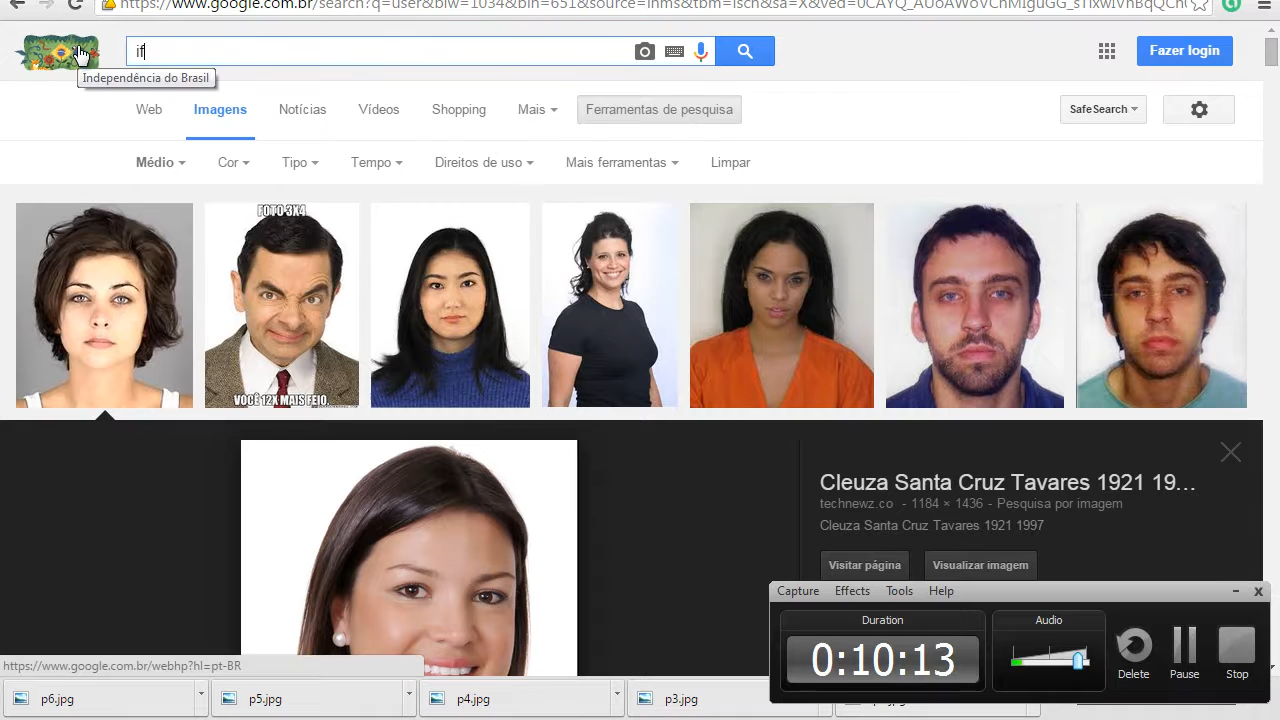 https://www.google.com.br/search?q=user&biw=1034&bih=651&source=lnms&tbm=isch&sa=X&ved=
if
Fazer login
Independência do Brasil
Web Imagens Notícias Vídeos Shopping Mais Ferramentas de pesquisa SafeSearch
Médio Cor Tipo Tempo Direitos de uso Mais ferramentas Limpar
FOTO 3X4
VOCÊ 12X MAIS FEIO.
Cleuza Santa Cruz Tavares 1921 19...
technewz.co - 1184 × 1436 - Pesquisa por imagem
Cleuza Santa Cruz Tavares 1921 1997
Visitar página Visualizar imagem
Capture Effects Tools Help
Duration Audio
0:10:13
Delete Pause Stop
https://www.google.com.br/webhp?hl=pt-BR
p6.jpg p5.jpg p4.jpg p3.jpg